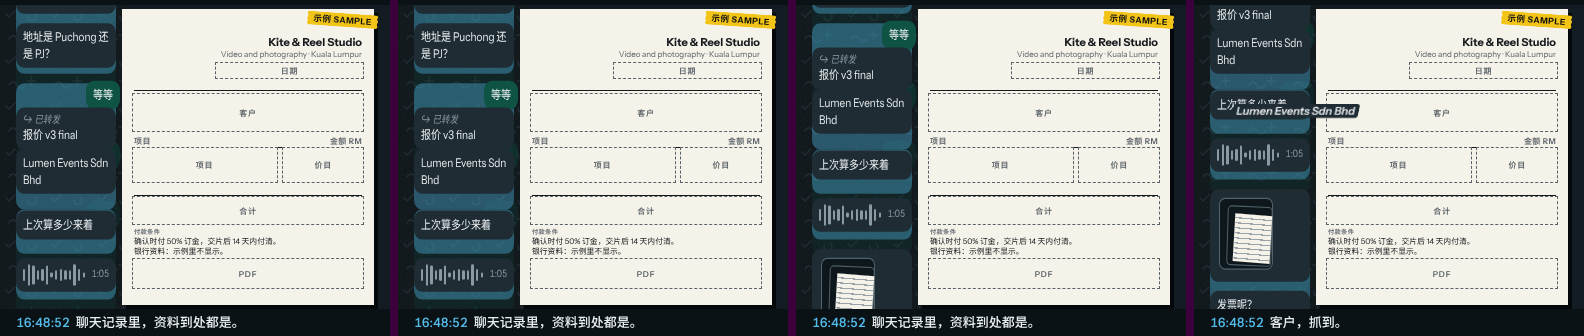 地址是 Puchong 还
是 PJ?
等等
已转发
报价 v3 final
Lumen Events Sdn
Bhd
上次算多少来着
1:05
示例 SAMPLE
Kite & Reel Studio
Video and photography · Kuala Lumpur
日期
客户
项目 金额 RM
项目 价目
合计
付款条件
确认时付 50% 订金，交片后 14 天内付清。
银行资料：示例里不显示。
PDF
16:48:52 聊天记录里，资料到处都是。
地址是 Puchong 还
是 PJ?
等等
已转发
报价 v3 final
Lumen Events Sdn
Bhd
上次算多少来着
1:05
示例 SAMPLE
Kite & Reel Studio
Video and photography · Kuala Lumpur
日期
客户
项目 金额 RM
项目 价目
合计
付款条件
确认时付 50% 订金，交片后 14 天内付清。
银行资料：示例里不显示。
PDF
16:48:52 聊天记录里，资料到处都是。
等等
已转发
报价 v3 final
Lumen Events Sdn
Bhd
上次算多少来着
1:05
示例 SAMPLE
Kite & Reel Studio
Video and photography · Kuala Lumpur
日期
客户
项目 金额 RM
项目 价目
合计
付款条件
确认时付 50% 订金，交片后 14 天内付清。
银行资料：示例里不显示。
PDF
16:48:52 聊天记录里，资料到处都是。
报价 v3 final
Lumen Events Sdn
Bhd
上次算多少来着
Lumen Events Sdn Bhd
1:05
发票呢?
示例 SAMPLE
Kite & Reel Studio
Video and photography · Kuala Lumpur
日期
客户
项目 金额 RM
项目 价目
合计
付款条件
确认时付 50% 订金，交片后 14 天内付清。
银行资料：示例里不显示。
PDF
16:48:52 客户，抓到。